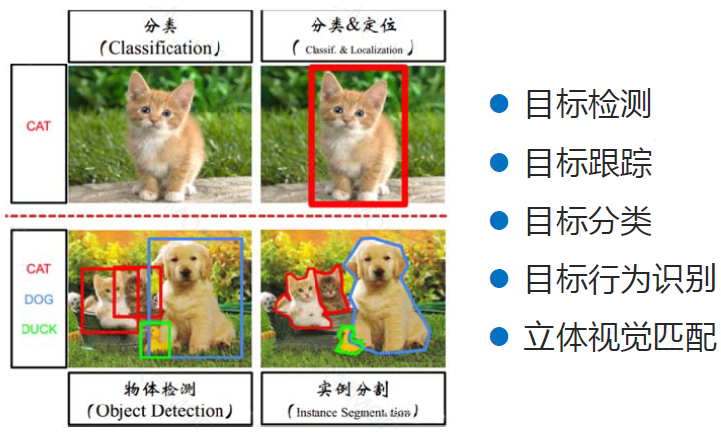 分类
（Classification）
分类&定位
（Classif. & Localization）
CAT
CAT
DOG
DUCK
物体检测
（Object Detection）
实例分割
（Instance Segmentation）
目标检测
目标跟踪
目标分类
目标行为识别
立体视觉匹配